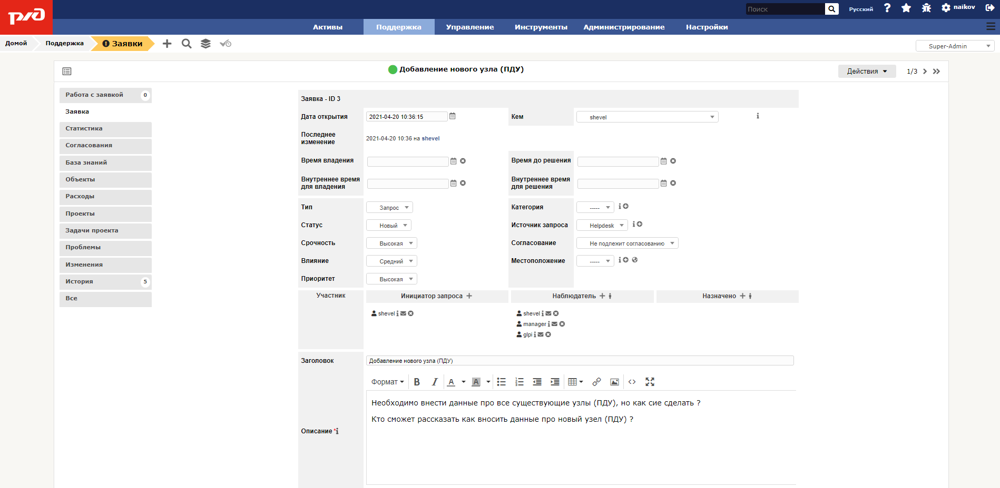 Поиск
Русский
naikov
Активы Поддержка Управление Инструменты Администрирование Настройки
Домой Поддержка Заявки
Super-Admin
Добавление нового узла (ПДУ)
Действия
1/3
Работа с заявкой 0
Заявка
Статистика
Согласования
База знаний
Объекты
Расходы
Проекты
Задачи проекта
Проблемы
Изменения
История 5
Все
Заявка - ID 3
Дата открытия 2021-04-20 10:36:15 Кем shevel
Последнее
изменение
2021-04-20 10:36 на shevel
Время владения Время до решения
Внутреннее время
для владения
Внутреннее время
для решения
Тип Запрос Категория -----
Статус Новый Источник запроса Helpdesk
Срочность Высокая Согласование Не подлежит согласованию
Влияние Средний Местоположение -----
Приоритет Высокая
Участник Инициатор запроса Наблюдатель Назначено
shevel shevel
manager
glpi
Заголовок Добавление нового узла (ПДУ)
Формат B I A A
Необходимо внести данные про все существующие узлы (ПДУ), но как сие сделать ?
Кто сможет рассказать как вносить данные про новый узел (ПДУ) ?
Описание *